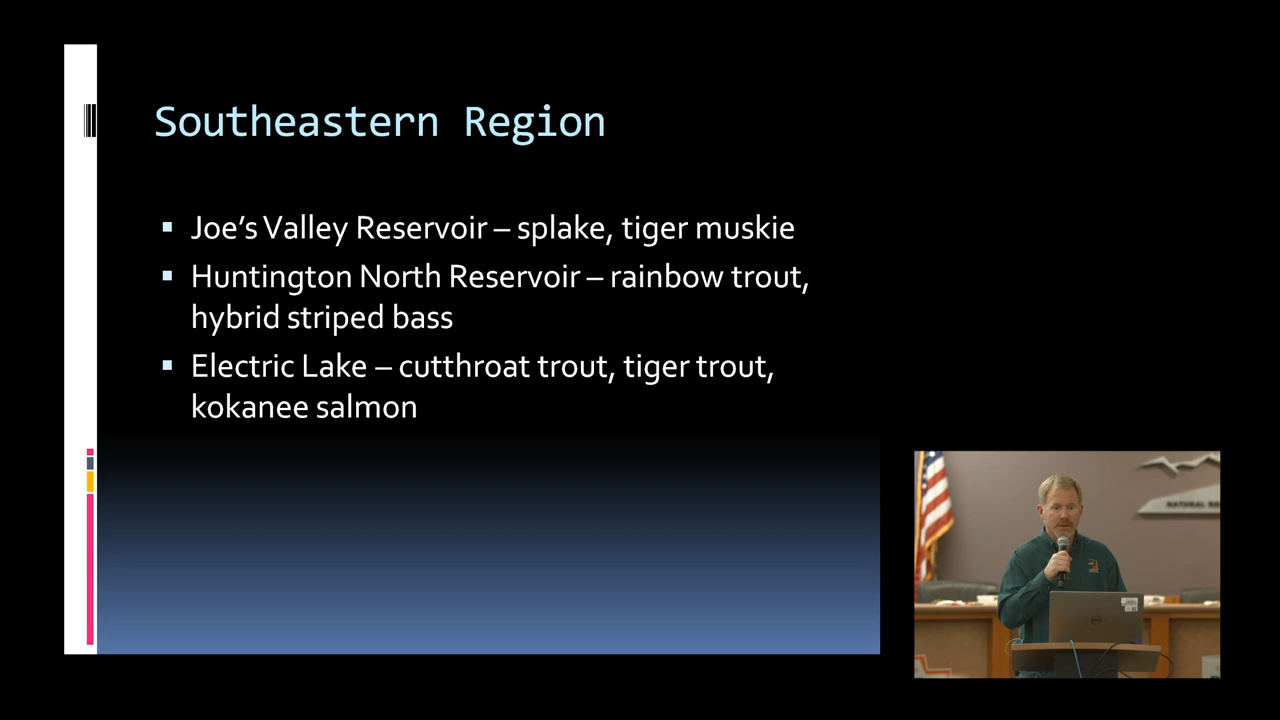 Southeastern Region
Joe's Valley Reservoir – splake, tiger muskie
Huntington North Reservoir – rainbow trout,
hybrid striped bass
Electric Lake – cutthroat trout, tiger trout,
kokanee salmon
NATURAL